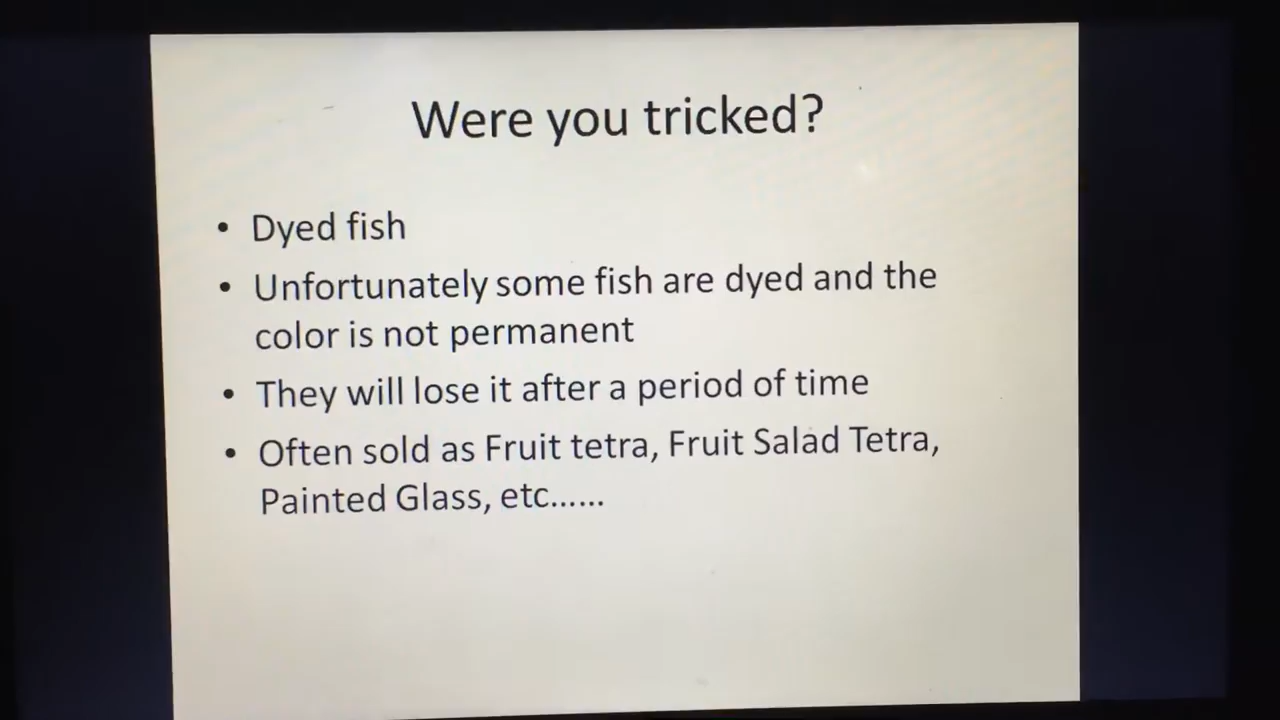 Were you tricked?
• Dyed fish
• Unfortunately some fish are dyed and the
color is not permanent
• They will lose it after a period of time
• Often sold as Fruit tetra, Fruit Salad Tetra,
Painted Glass, etc......